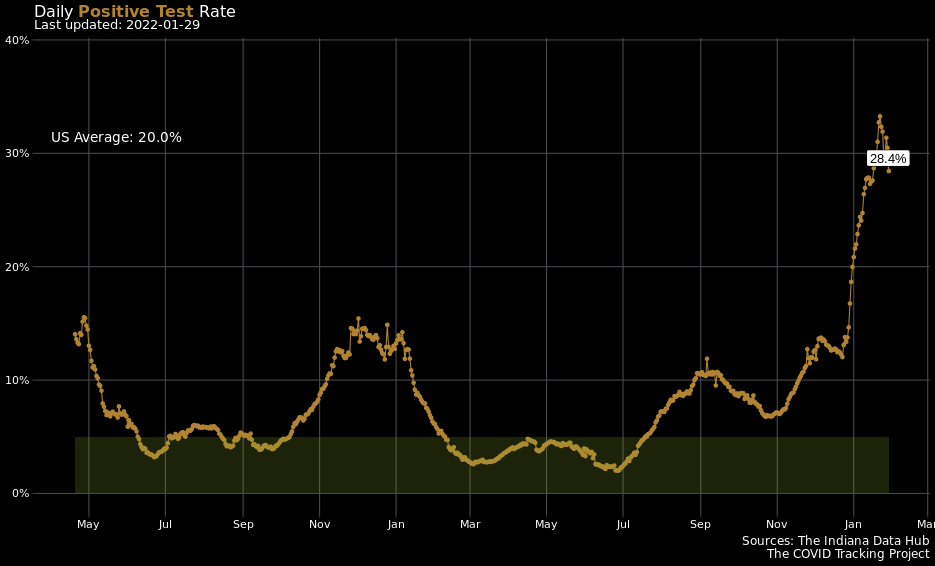 Daily Positive Test Rate
Last updated: 2022-01-29
40%
US Average: 20.0%
30%
28.4%
20%
10%
0%
May Jul Sep Nov Jan Mar May Jul Sep Nov Jan Mar
Sources: The Indiana Data Hub
The COVID Tracking Project